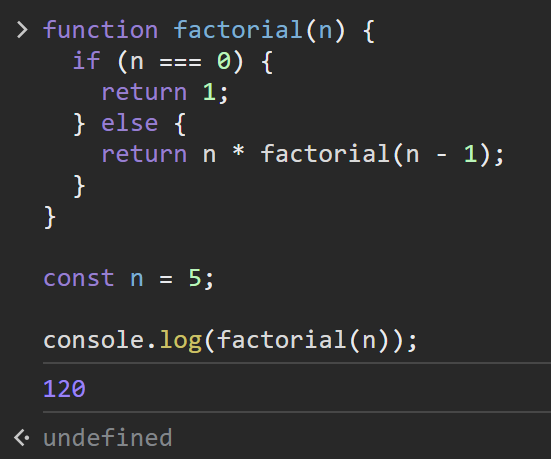 function factorial(n) {
  if (n === 0) {
    return 1;
  } else {
    return n * factorial(n - 1);
  }
}

const n = 5;

console.log(factorial(n));
120
undefined